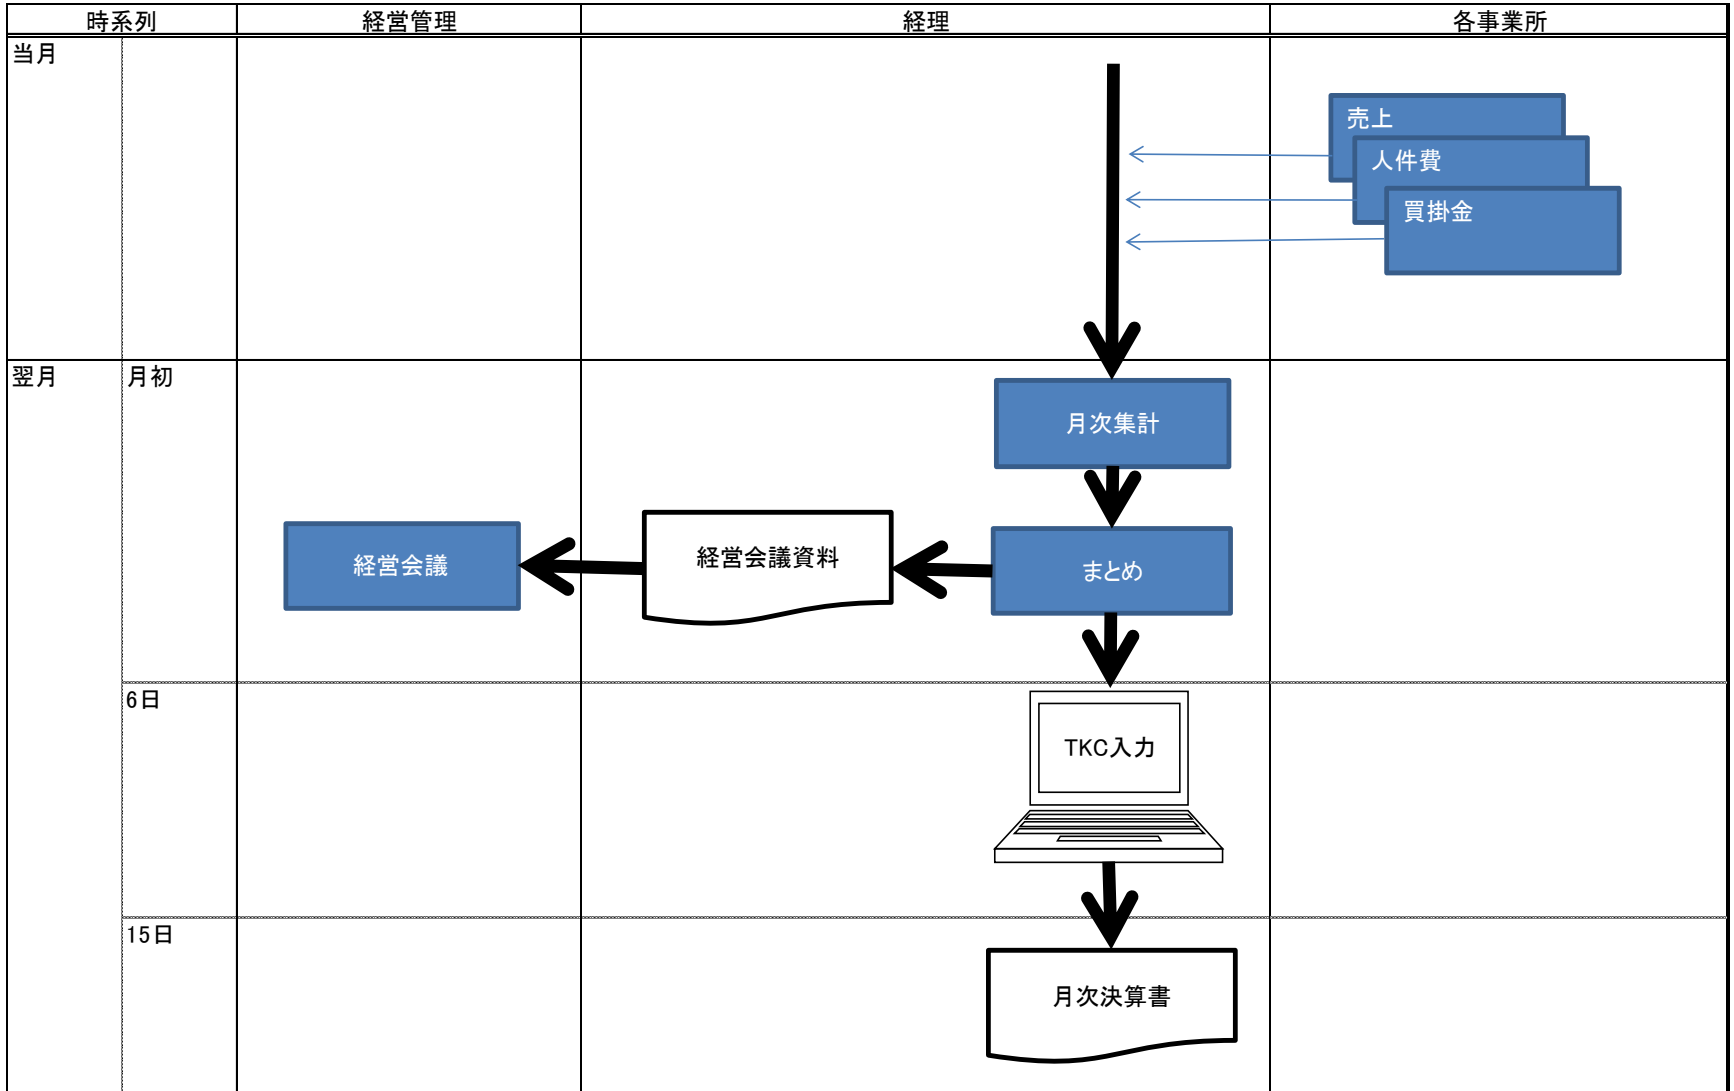 時系列
経営管理
経理
各事業所
当月
売上
人件費
買掛金
翌月
月初
月次集計
経営会議
経営会議資料
まとめ
6日
TKC入力
15日
月次決算書